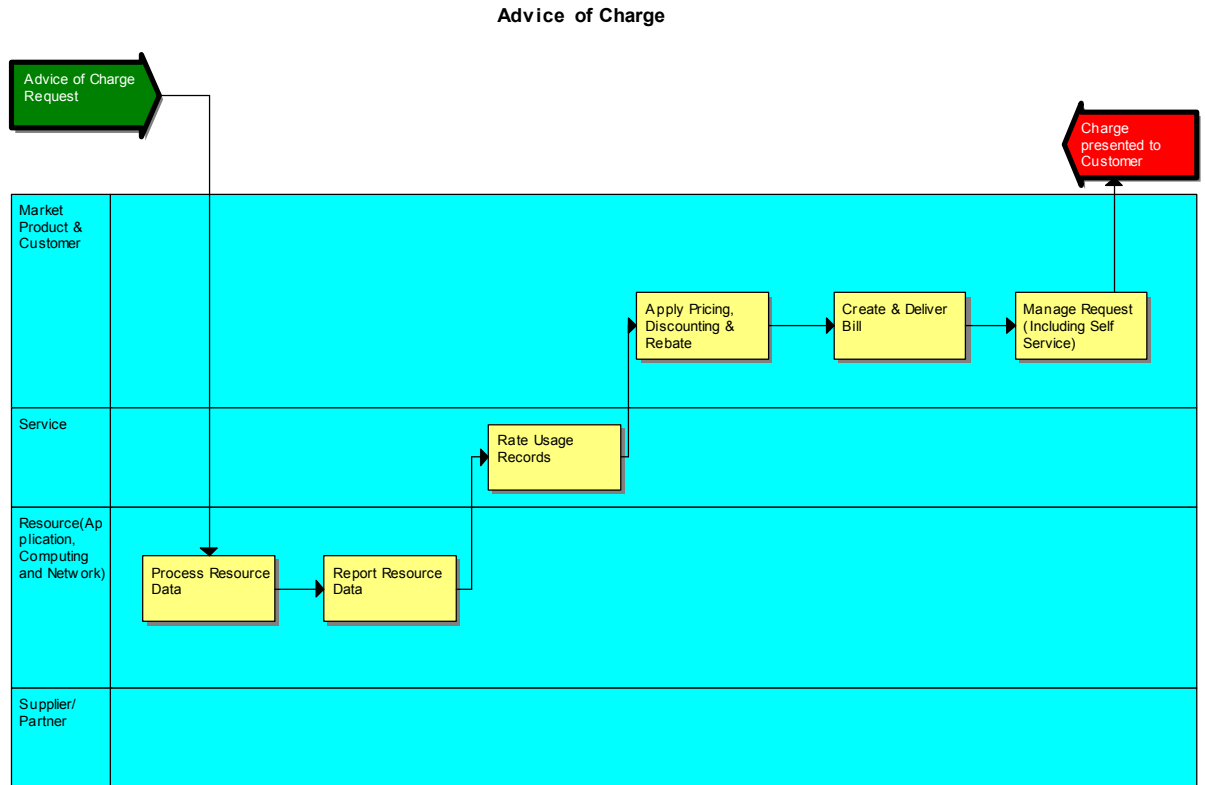 Advice of Charge
Advice of Charge
Request
Charge
presented to
Customer
Market
Product &
Customer
Apply Pricing,
Discounting &
Rebate
Create & Deliver
Bill
Manage Request
(Including Self
Service)
Service
Rate Usage
Records
Resource(Ap
plication,
Computing
and Network)
Process Resource
Data
Report Resource
Data
Supplier/
Partner